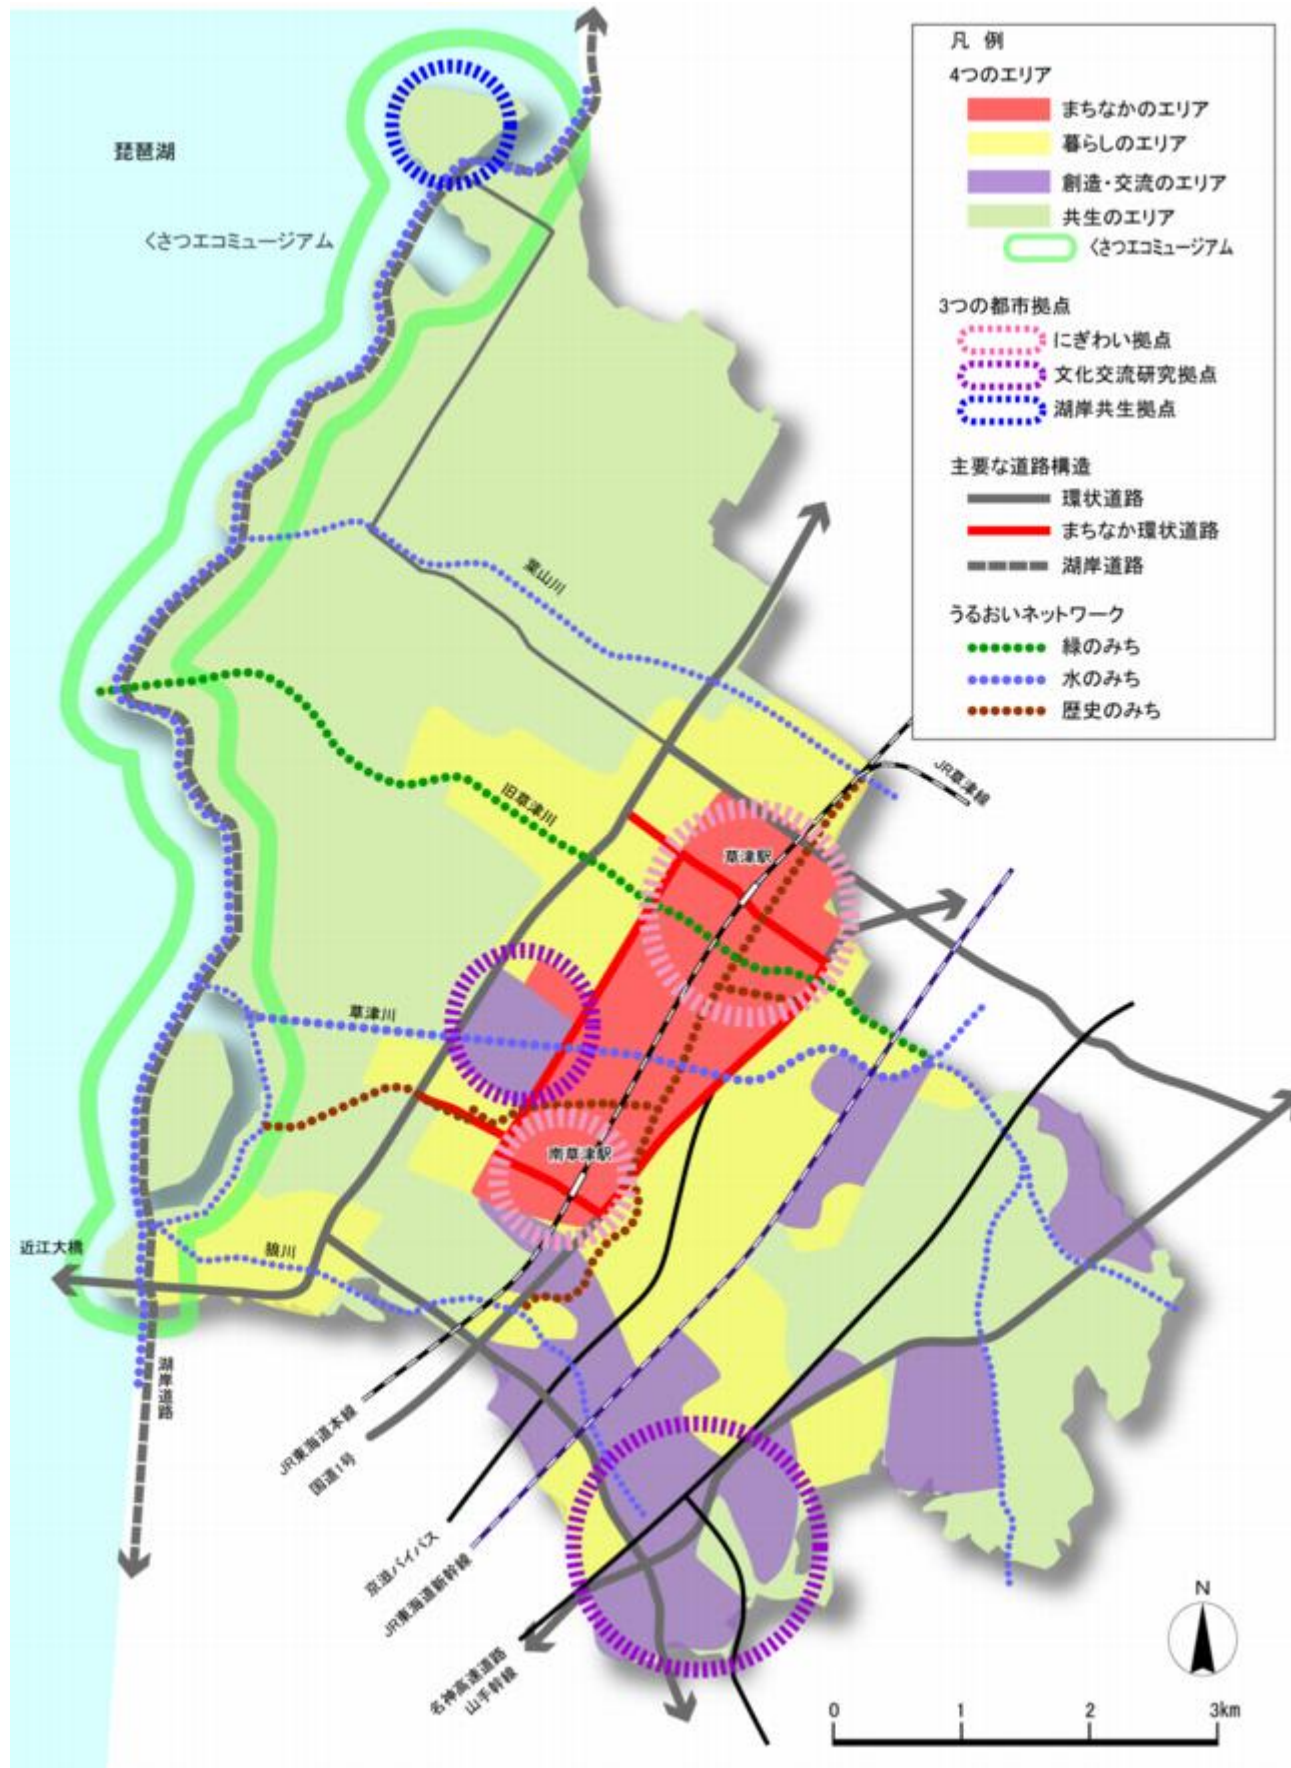 凡 例
4つのエリア
まちなかのエリア
暮らしのエリア
創造・交流のエリア
共生のエリア
くさつエコミュージアム
3つの都市拠点
にぎわい拠点
文化交流研究拠点
湖岸共生拠点
主要な道路構造
環状道路
まちなか環状道路
湖岸道路
うるおいネットワーク
緑のみち
水のみち
歴史のみち
琵琶湖
くさつエコミュージアム
葉山川
JR草津線
旧草津川
草津駅
草津川
南草津駅
近江大橋
狼川
湖岸道路
JR東海道本線
国道1号
京滋バイパス
JR東海道新幹線
名神高速道路
山手幹線
N
0 1 2 3km